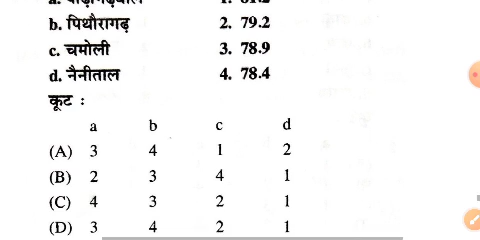 b. पिथौरागढ़ 2. 79.2
c. चमोली 3. 78.9
d. नैनीताल 4. 78.4
कूट :
a b c d
(A) 3 4 1 2
(B) 2 3 4 1
(C) 4 3 2 1
(D) 3 4 2 1